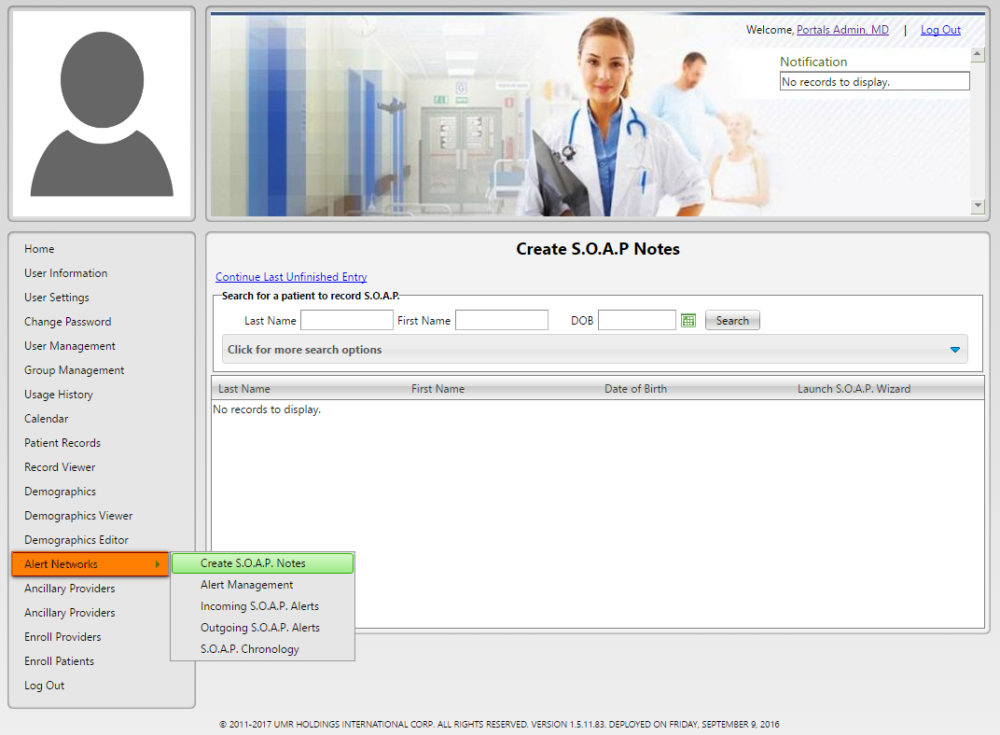 Welcome, Portals Admin, MD | Log Out
Notification
No records to display.
Home
User Information
User Settings
Change Password
User Management
Group Management
Usage History
Calendar
Patient Records
Record Viewer
Demographics
Demographics Viewer
Demographics Editor
Alert Networks
Ancillary Providers
Ancillary Providers
Enroll Providers
Enroll Patients
Log Out
Create S.O.A.P. Notes
Alert Management
Incoming S.O.A.P. Alerts
Outgoing S.O.A.P. Alerts
S.O.A.P. Chronology
Create S.O.A.P Notes
Continue Last Unfinished Entry
Search for a patient to record S.O.A.P.
Last Name First Name DOB Search
Click for more search options
Last Name First Name Date of Birth Launch S.O.A.P. Wizard
No records to display.
© 2011-2017 UMR HOLDINGS INTERNATIONAL CORP. ALL RIGHTS RESERVED. VERSION 1.5.11.83. DEPLOYED ON FRIDAY, SEPTEMBER 9, 2016